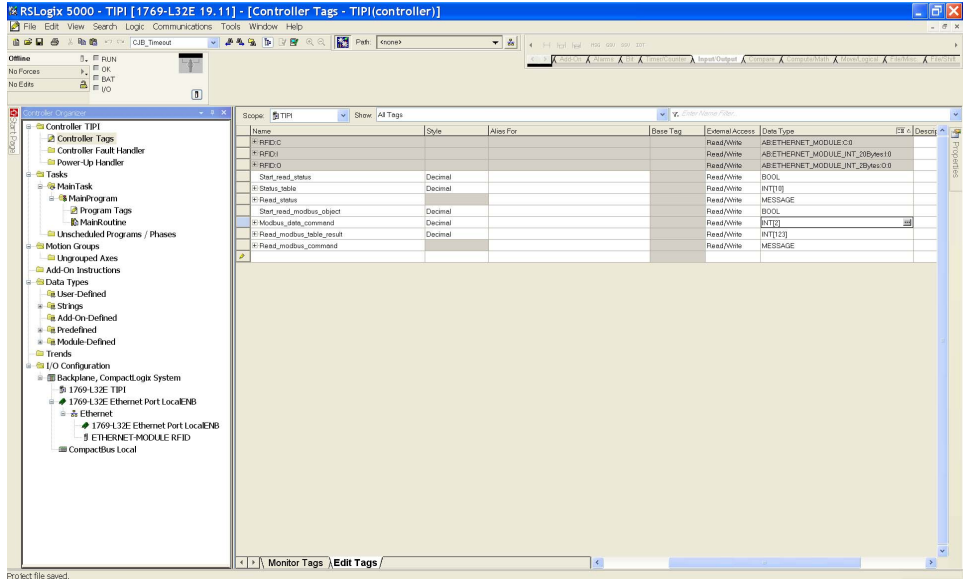 RSLogix 5000 - TIPI [1769-L32E 19.11] - [Controller Tags - TIPI(controller)]
File Edit View Search Logic Communications Tools Window Help
CJB_Timeout Path: <none>
Offline RUN
No Forces OK
No Edits BAT
I/O
Add-On Alarms Bit Timer/Counter Input/Output Compare Compute/Math Move/Logical File/Misc. File/Shift
Start Page
Controller Organizer
Controller TIPI
Controller Tags
Controller Fault Handler
Power-Up Handler
Tasks
MainTask
MainProgram
Program Tags
MainRoutine
Unscheduled Programs / Phases
Motion Groups
Ungrouped Axes
Add-On Instructions
Data Types
User-Defined
Strings
Add-On-Defined
Predefined
Module-Defined
Trends
I/O Configuration
Backplane, CompactLogix System
1769-L32E TIPI
1769-L32E Ethernet Port LocalENB
Ethernet
1769-L32E Ethernet Port LocalENB
ETHERNET-MODULE RFID
CompactBus Local
Scope: TIPI Show: All Tags Enter Name Filter...
Name Style Alias For Base Tag External Access Data Type Descrip
RFID:C Read/Write AB:ETHERNET_MODULE:C:0
RFID:I Read/Write AB:ETHERNET_MODULE_INT_20Bytes:I:0
RFID:O Read/Write AB:ETHERNET_MODULE_INT_2Bytes:O:0
Start_read_status Decimal Read/Write BOOL
Status_table Decimal Read/Write INT[10]
Read_status Read/Write MESSAGE
Start_read_modbus_object Decimal Read/Write BOOL
Modbus_data_command Decimal Read/Write INT[2]
Read_modbus_table_result Decimal Read/Write INT[123]
Read_modbus_command Read/Write MESSAGE
Properties
Monitor Tags Edit Tags
Project file saved.